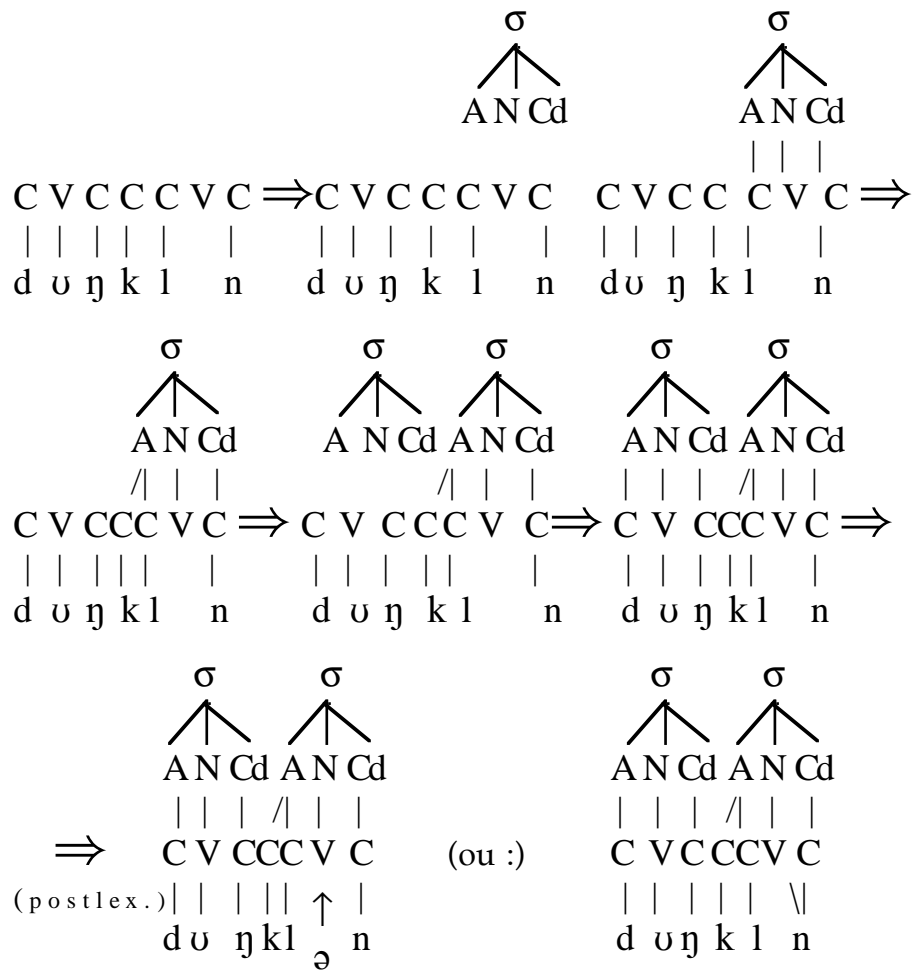 σ σ
A N Cd A N Cd
| | |
C V C C C V C ⇒ C V C C C V C C V C C C V C ⇒
| | | | | | | | | | | | | | | | | |
d ʊ ŋ k l n d ʊ ŋ k l n d ʊ ŋ k l n
σ σ σ σ σ
A N Cd A N Cd A N Cd A N Cd A N Cd
/| | | /| | | | | | /| | |
C V C C C V C ⇒ C V C C C V C ⇒ C V C C C V C ⇒
| | | | | | | | | | | | | | | | | |
d ʊ ŋ k l n d ʊ ŋ k l n d ʊ ŋ k l n
σ σ σ σ
A N Cd A N Cd A N Cd A N Cd
| | | /| | | | | | /| | |
⇒ C V C C C V C (ou :) C V C C C V C
(postlex.) | | | | | ↑ | | | | | | \|
d ʊ ŋ k l ə n d ʊ ŋ k l n